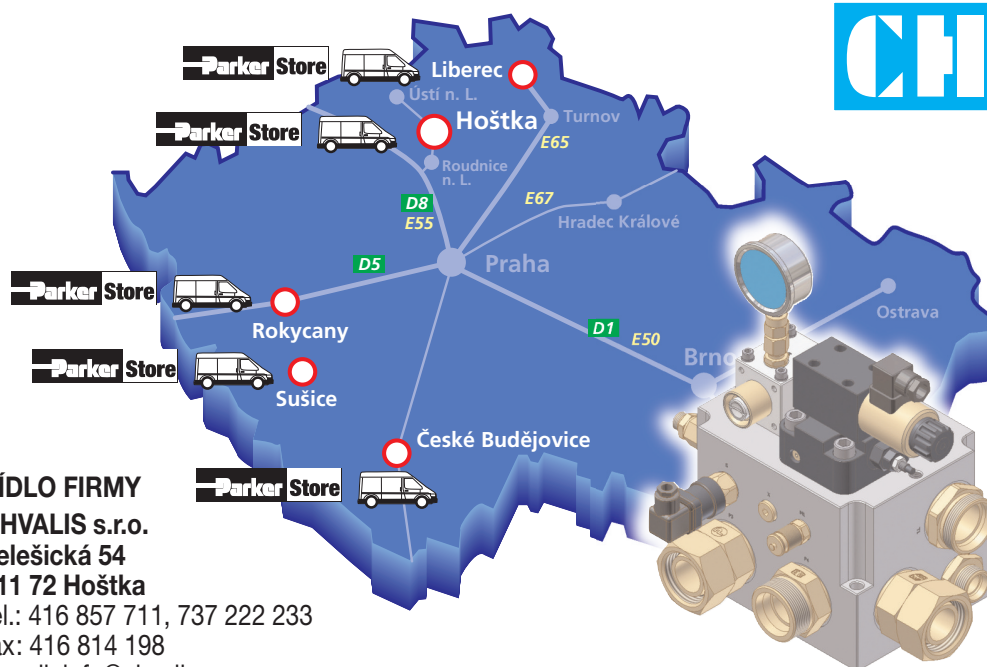 CH
Parker Store
Liberec
Ústí n. L.
Parker Store
Hoštka
Turnov
E65
Roudnice
n. L.
D8
E55
E67
Hradec Králové
D5
Praha
Parker Store
Rokycany
D1
E50
Ostrava
Brno
Parker Store
Sušice
České Budějovice
Parker Store
ÍDLO FIRMY
HVALIS s.r.o.
elešická 54
11 72 Hoštka
el.: 416 857 711, 737 222 233
ax: 416 814 198